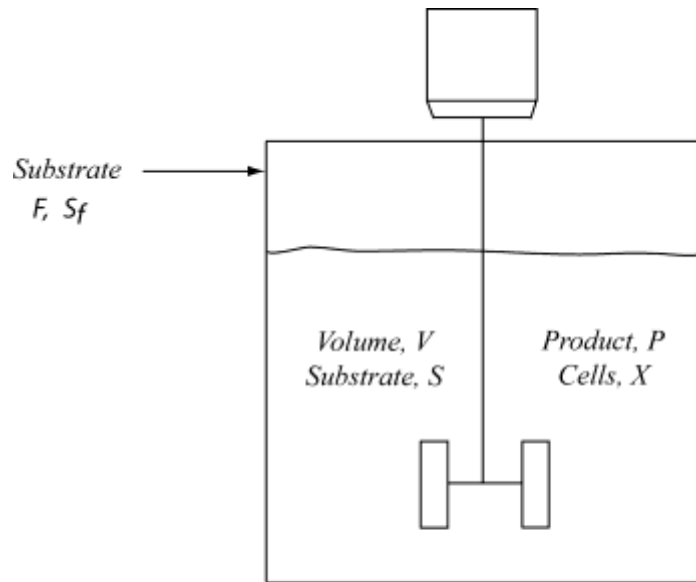 Substrate
F, Sf
Volume, V
Substrate, S
Product, P
Cells, X